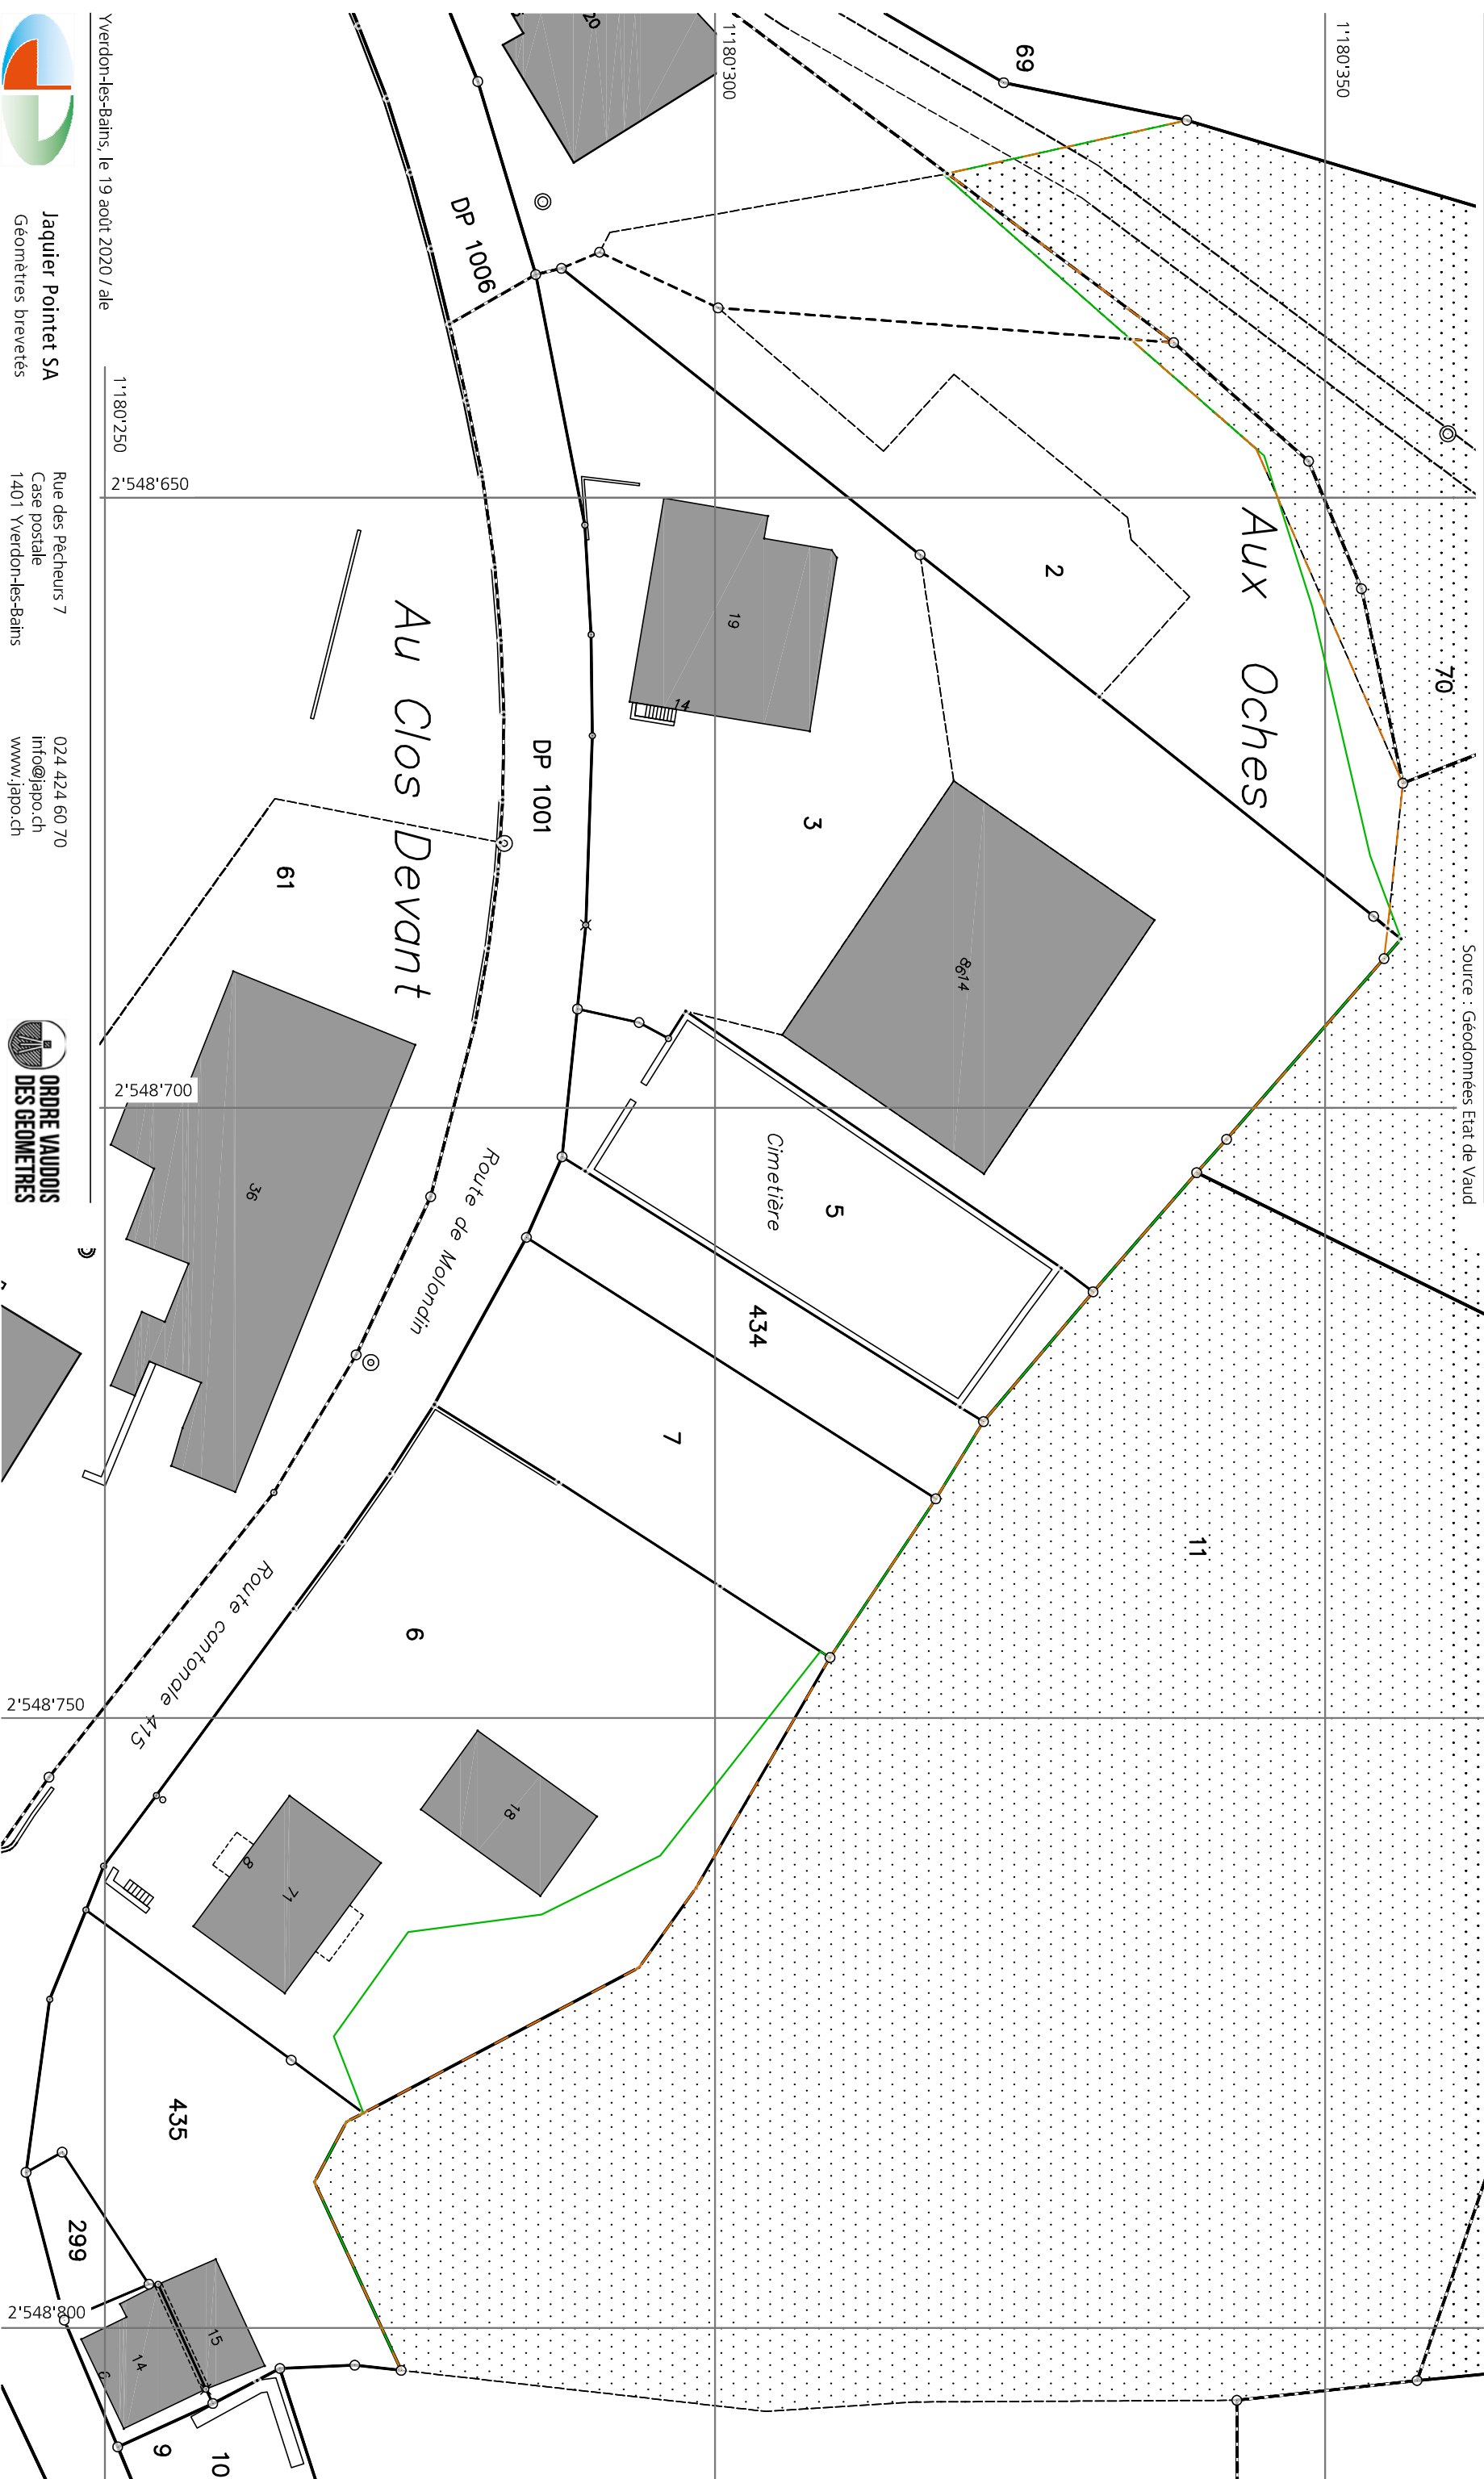 1'180'350
69
1'180'300
20
Yverdon-les-Bains, le 19 août 2020 / ale
Jaquier Pointet SA
Géomètres brevetés
Rue des Pêcheurs 7
Case postale
1401 Yverdon-les-Bains
024 424 60 70
info@japo.ch
www.japo.ch
ORDRE VAUDOIS
DES GEOMETRES
Source : Géodonnées Etat de Vaud
DP 1006
1'180'250
2'548'650
Aux Oches
2
70
19
14
Au Clos Devant
DP 1001
3
61
2'548'700
Cimetière
5
36
Route de Molondin
434
7
11
Route cantonale 415
6
2'548'750
18
8
71
435
299
2'548'800
15
14
9
10